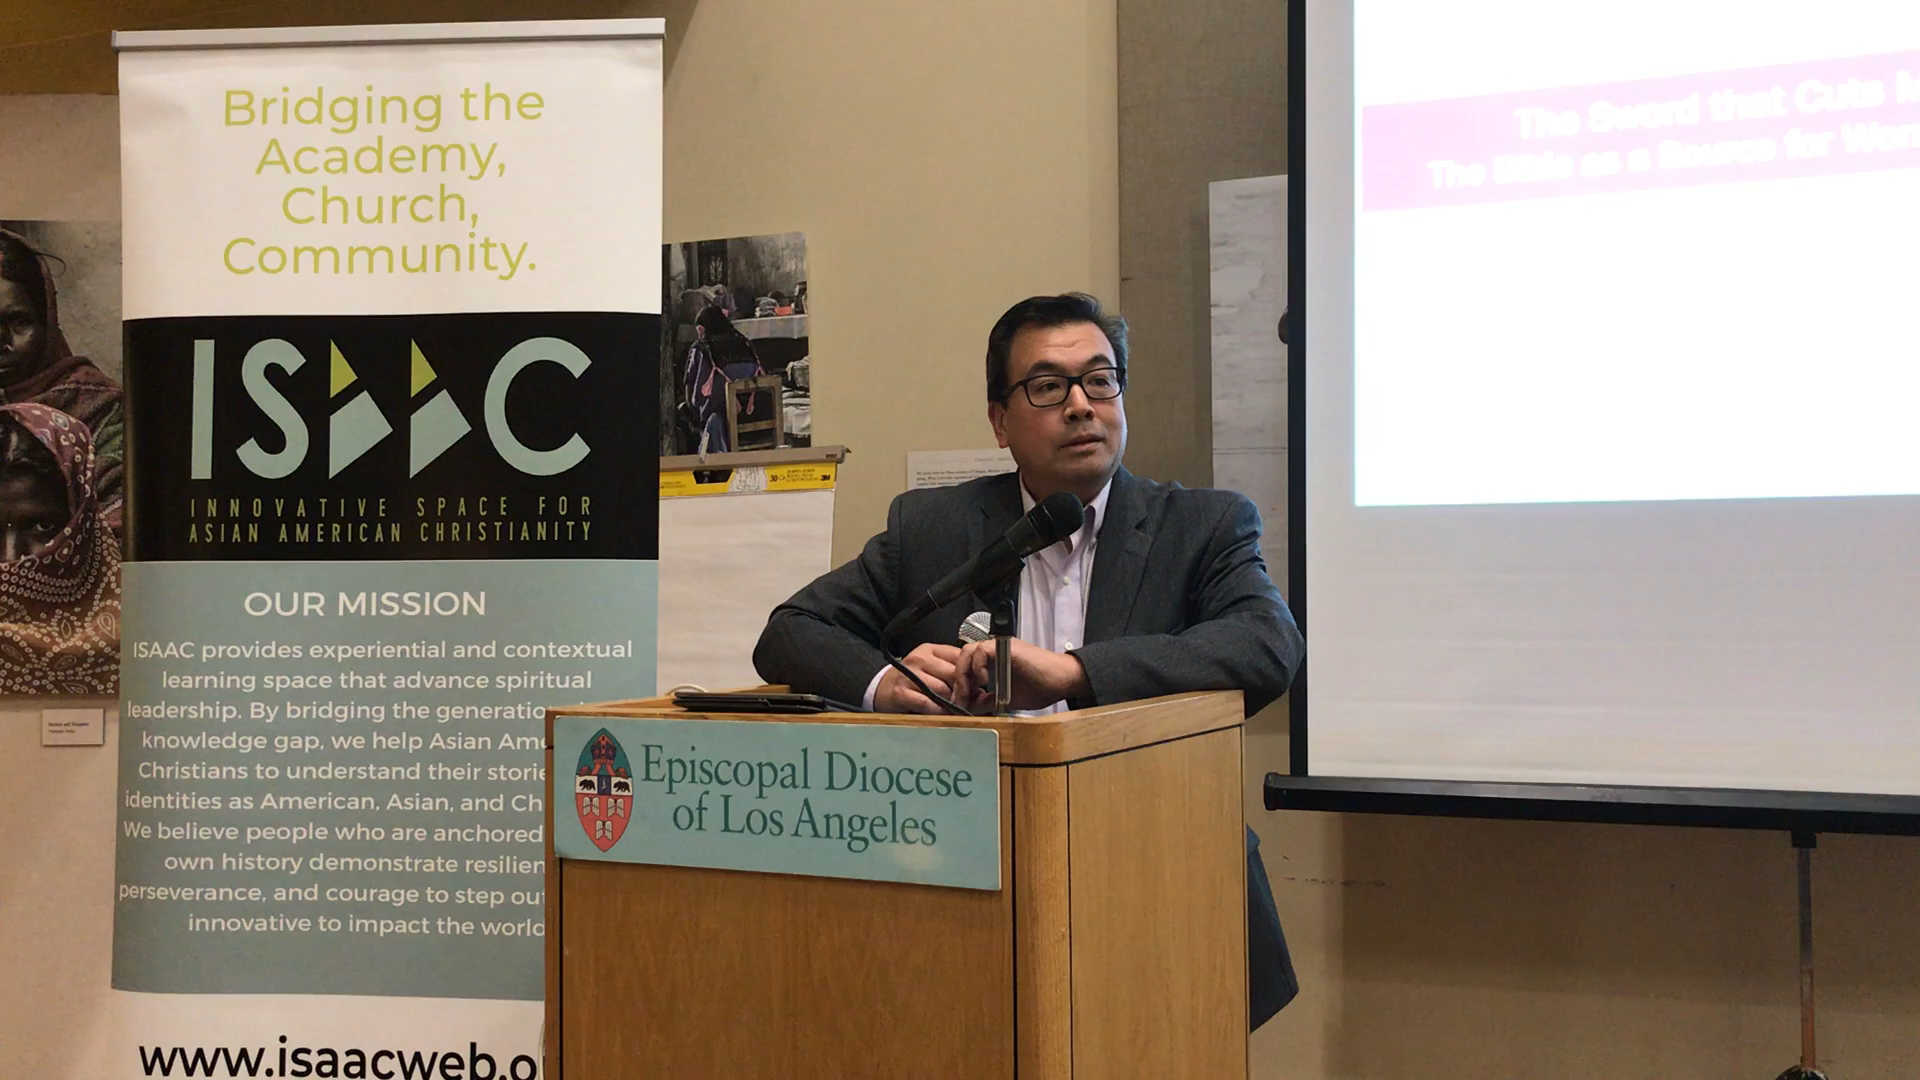 Bridging the
Academy,
Church,
Community.
ISAAC
INNOVATIVE SPACE FOR
ASIAN AMERICAN CHRISTIANITY
OUR MISSION
ISAAC provides experiential and contextual
learning space that advance spiritual
leadership. By bridging the generatio
knowledge gap, we help Asian Ame
Christians to understand their storie
identities as American, Asian, and Ch
We believe people who are anchored
own history demonstrate resilien
perseverance, and courage to step out
innovative to impact the world
www.isaacweb.o
Episcopal Diocese
of Los Angeles
The Sword that Cuts M
The Bible as a Source for Wom